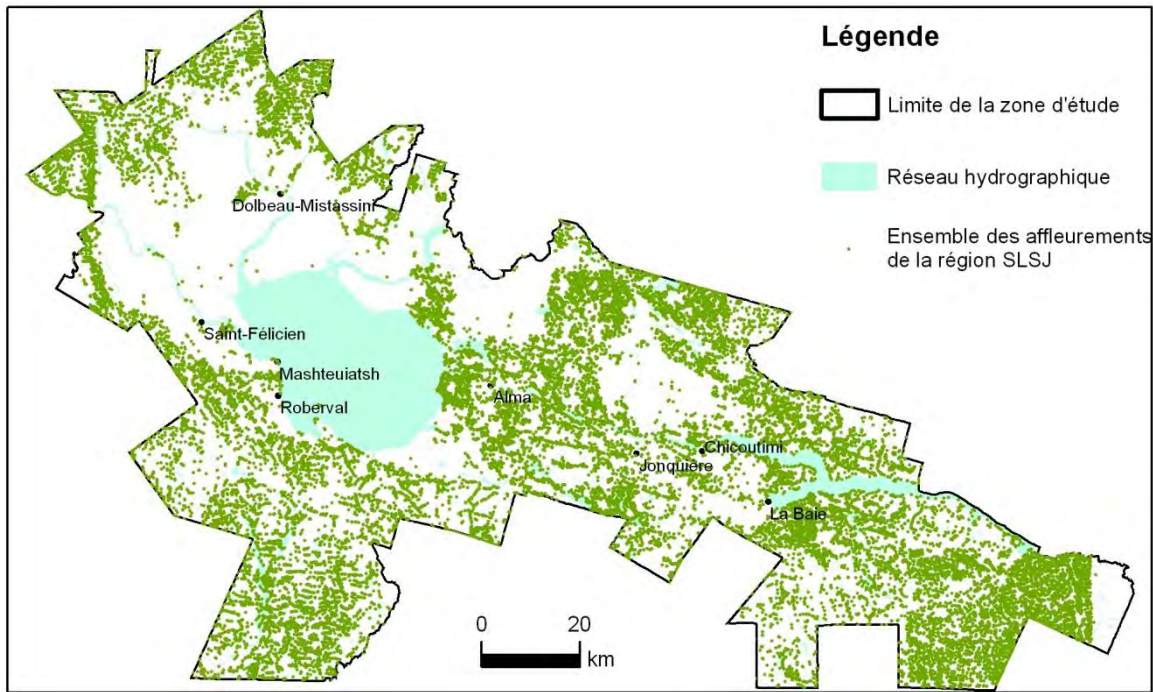 Légende
Limite de la zone d'étude
Réseau hydrographique
Ensemble des affleurements
de la région SLSJ
Dolbeau-Mistassini
Saint-Félicien
Mashteuiatsh
Roberval
Alma
Chicoutimi
Jonquière
La Baie
0 20
km